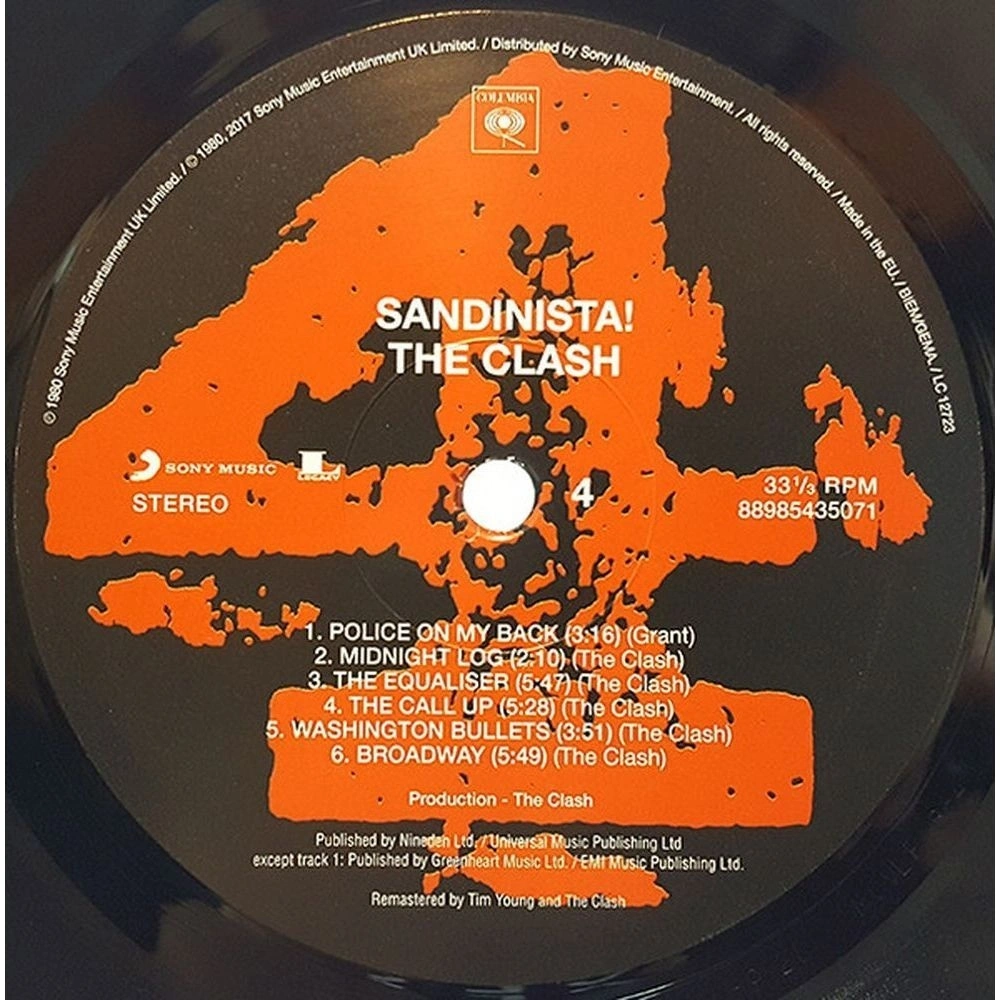 ℗ 1980 Sony Music Entertainment UK Limited. / © 1980, 2017 Sony Music Entertainment UK Limited. / Distributed by Sony Music Entertainment. / All rights reserved. / Made in the EU. / BIEM/GEMA. / LC 12723
COLUMBIA
SANDINISTA!
THE CLASH
SONY MUSIC
LEGACY
STEREO
4
33 1/3 RPM
88985435071
1. POLICE ON MY BACK (3:16) (Grant)
2. MIDNIGHT LOG (2:10) (The Clash)
3. THE EQUALISER (5:47) (The Clash)
4. THE CALL UP (5:28) (The Clash)
5. WASHINGTON BULLETS (3:51) (The Clash)
6. BROADWAY (5:49) (The Clash)
Production - The Clash
Published by Nineden Ltd. / Universal Music Publishing Ltd
except track 1: Published by Greenheart Music Ltd. / EMI Music Publishing Ltd.
Remastered by Tim Young and The Clash